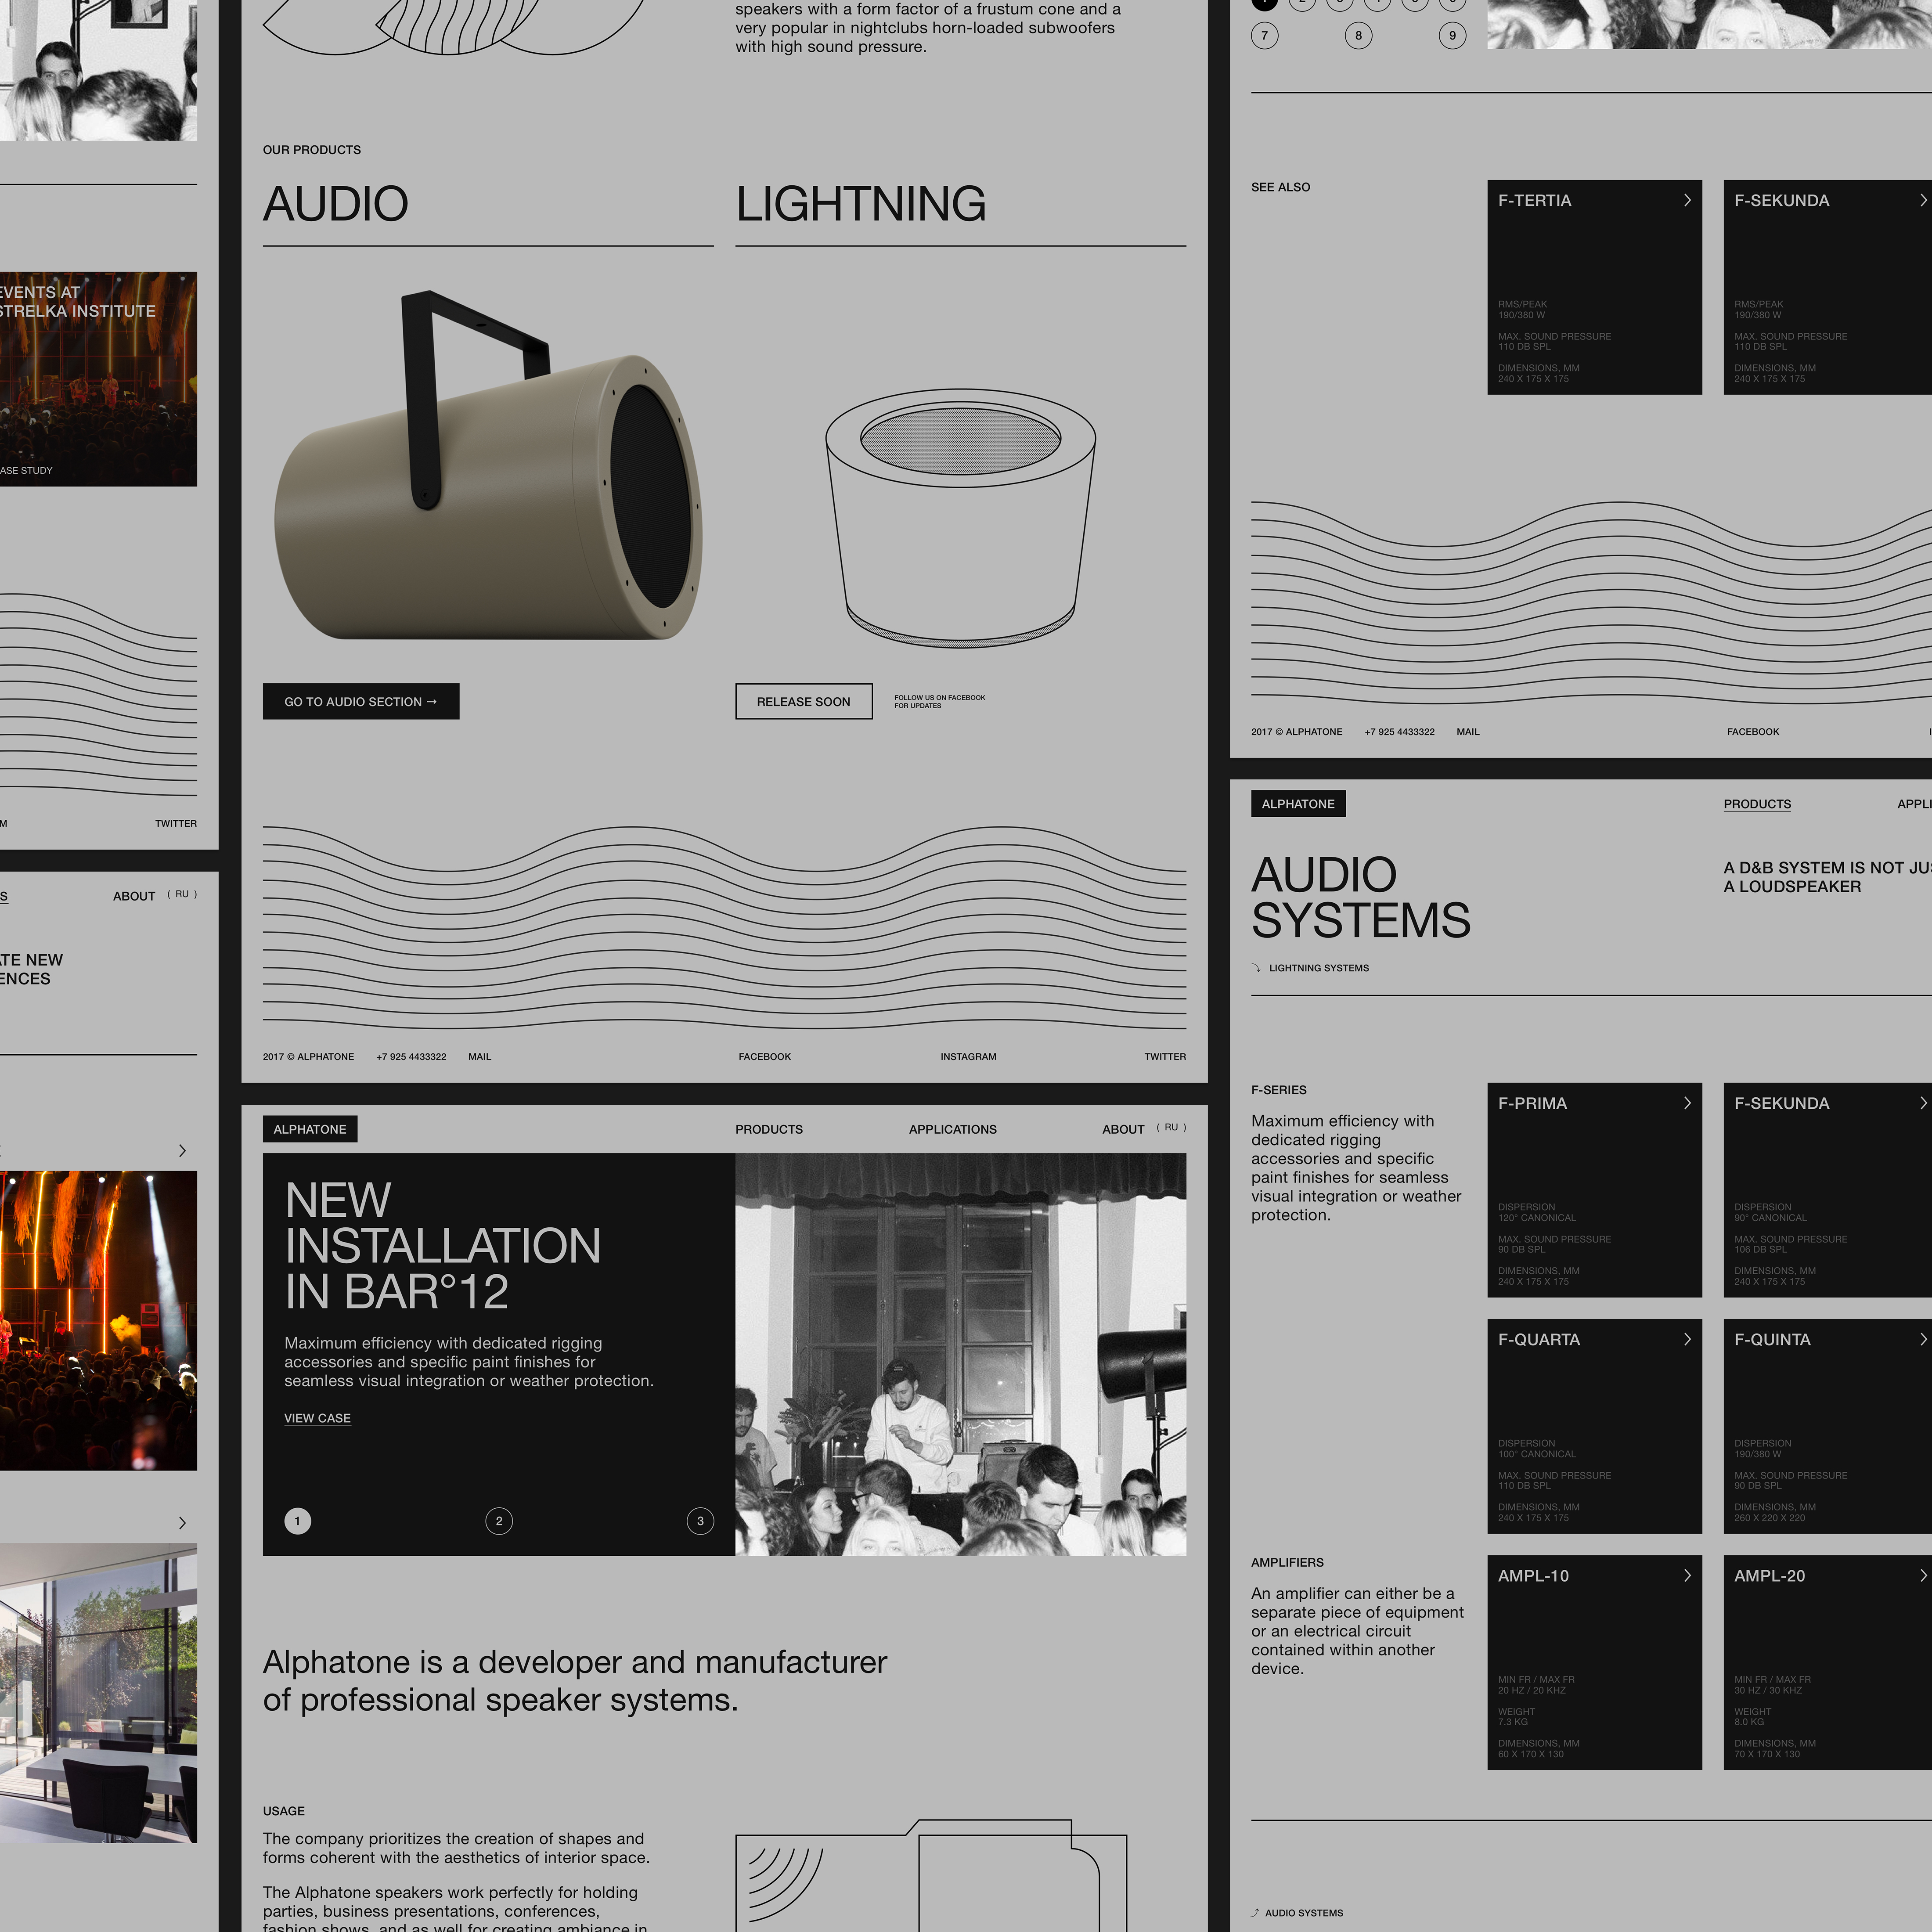 EVENTS AT
STRELKA INSTITUTE
ASE STUDY
M
TWITTER
S
ABOUT ( RU )
ATE NEW
ENCES
speakers with a form factor of a frustum cone and a
very popular in nightclubs horn-loaded subwoofers
with high sound pressure.
OUR PRODUCTS
AUDIO
LIGHTNING
GO TO AUDIO SECTION →
RELEASE SOON
FOLLOW US ON FACEBOOK
FOR UPDATES
2017 © ALPHATONE +7 925 4433322 MAIL FACEBOOK INSTAGRAM TWITTER
ALPHATONE PRODUCTS APPLICATIONS ABOUT ( RU )
NEW
INSTALLATION
IN BAR°12
Maximum efficiency with dedicated rigging
accessories and specific paint finishes for
seamless visual integration or weather protection.
VIEW CASE
1 2 3
Alphatone is a developer and manufacturer
of professional speaker systems.
USAGE
The company prioritizes the creation of shapes and
forms coherent with the aesthetics of interior space.
The Alphatone speakers work perfectly for holding
parties, business presentations, conferences,
fashion shows, and as well for creating ambiance in
7 8 9
SEE ALSO
F-TERTIA
RMS/PEAK
190/380 W
MAX. SOUND PRESSURE
110 DB SPL
DIMENSIONS, MM
240 X 175 X 175
F-SEKUNDA
RMS/PEAK
190/380 W
MAX. SOUND PRESSURE
110 DB SPL
DIMENSIONS, MM
240 X 175 X 175
2017 © ALPHATONE +7 925 4433322 MAIL FACEBOOK
ALPHATONE PRODUCTS APPLI
AUDIO
SYSTEMS
A D&B SYSTEM IS NOT JUS
A LOUDSPEAKER
LIGHTNING SYSTEMS
F-SERIES
Maximum efficiency with
dedicated rigging
accessories and specific
paint finishes for seamless
visual integration or weather
protection.
F-PRIMA
DISPERSION
120° CANONICAL
MAX. SOUND PRESSURE
90 DB SPL
DIMENSIONS, MM
240 X 175 X 175
F-SEKUNDA
DISPERSION
90° CANONICAL
MAX. SOUND PRESSURE
106 DB SPL
DIMENSIONS, MM
240 X 175 X 175
F-QUARTA
DISPERSION
100° CANONICAL
MAX. SOUND PRESSURE
110 DB SPL
DIMENSIONS, MM
240 X 175 X 175
F-QUINTA
DISPERSION
190/380 W
MAX. SOUND PRESSURE
90 DB SPL
DIMENSIONS, MM
260 X 220 X 220
AMPLIFIERS
An amplifier can either be a
separate piece of equipment
or an electrical circuit
contained within another
device.
AMPL-10
MIN FR / MAX FR
20 HZ / 20 KHZ
WEIGHT
7.3 KG
DIMENSIONS, MM
60 X 170 X 130
AMPL-20
MIN FR / MAX FR
30 HZ / 30 KHZ
WEIGHT
8.0 KG
DIMENSIONS, MM
70 X 170 X 130
AUDIO SYSTEMS